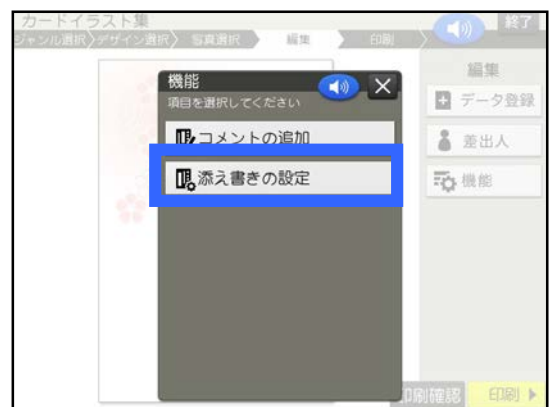 カードイラスト集
終了
ジャンル選択〉デザイン選択〉 写真選択 〉 編集 〉 印刷 〉
編集
データ登録
差出人
機能
機能
項目を選択してください
コメントの追加
添え書きの設定
印刷確認 印刷